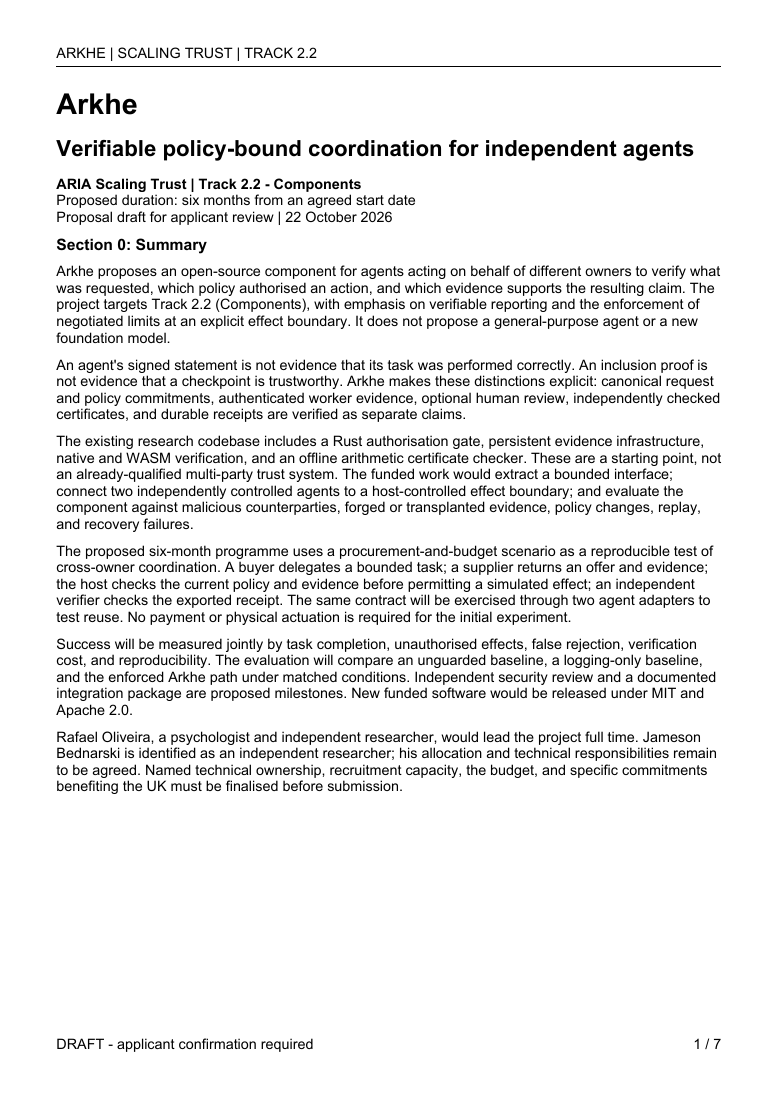 ARKHE | SCALING TRUST | TRACK 2.2
Arkhe
Verifiable policy-bound coordination for independent agents
ARIA Scaling Trust | Track 2.2 - Components
Proposed duration: six months from an agreed start date
Proposal draft for applicant review | 22 October 2026
Section 0: Summary
Arkhe proposes an open-source component for agents acting on behalf of different owners to verify what
was requested, which policy authorised an action, and which evidence supports the resulting claim. The
project targets Track 2.2 (Components), with emphasis on verifiable reporting and the enforcement of
negotiated limits at an explicit effect boundary. It does not propose a general-purpose agent or a new
foundation model.
An agent's signed statement is not evidence that its task was performed correctly. An inclusion proof is
not evidence that a checkpoint is trustworthy. Arkhe makes these distinctions explicit: canonical request
and policy commitments, authenticated worker evidence, optional human review, independently checked
certificates, and durable receipts are verified as separate claims.
The existing research codebase includes a Rust authorisation gate, persistent evidence infrastructure,
native and WASM verification, and an offline arithmetic certificate checker. These are a starting point, not
an already-qualified multi-party trust system. The funded work would extract a bounded interface;
connect two independently controlled agents to a host-controlled effect boundary; and evaluate the
component against malicious counterparties, forged or transplanted evidence, policy changes, replay,
and recovery failures.
The proposed six-month programme uses a procurement-and-budget scenario as a reproducible test of
cross-owner coordination. A buyer delegates a bounded task; a supplier returns an offer and evidence;
the host checks the current policy and evidence before permitting a simulated effect; an independent
verifier checks the exported receipt. The same contract will be exercised through two agent adapters to
test reuse. No payment or physical actuation is required for the initial experiment.
Success will be measured jointly by task completion, unauthorised effects, false rejection, verification
cost, and reproducibility. The evaluation will compare an unguarded baseline, a logging-only baseline,
and the enforced Arkhe path under matched conditions. Independent security review and a documented
integration package are proposed milestones. New funded software would be released under MIT and
Apache 2.0.
Rafael Oliveira, a psychologist and independent researcher, would lead the project full time. Jameson
Bednarski is identified as an independent researcher; his allocation and technical responsibilities remain
to be agreed. Named technical ownership, recruitment capacity, the budget, and specific commitments
benefiting the UK must be finalised before submission.
DRAFT - applicant confirmation required
1 / 7